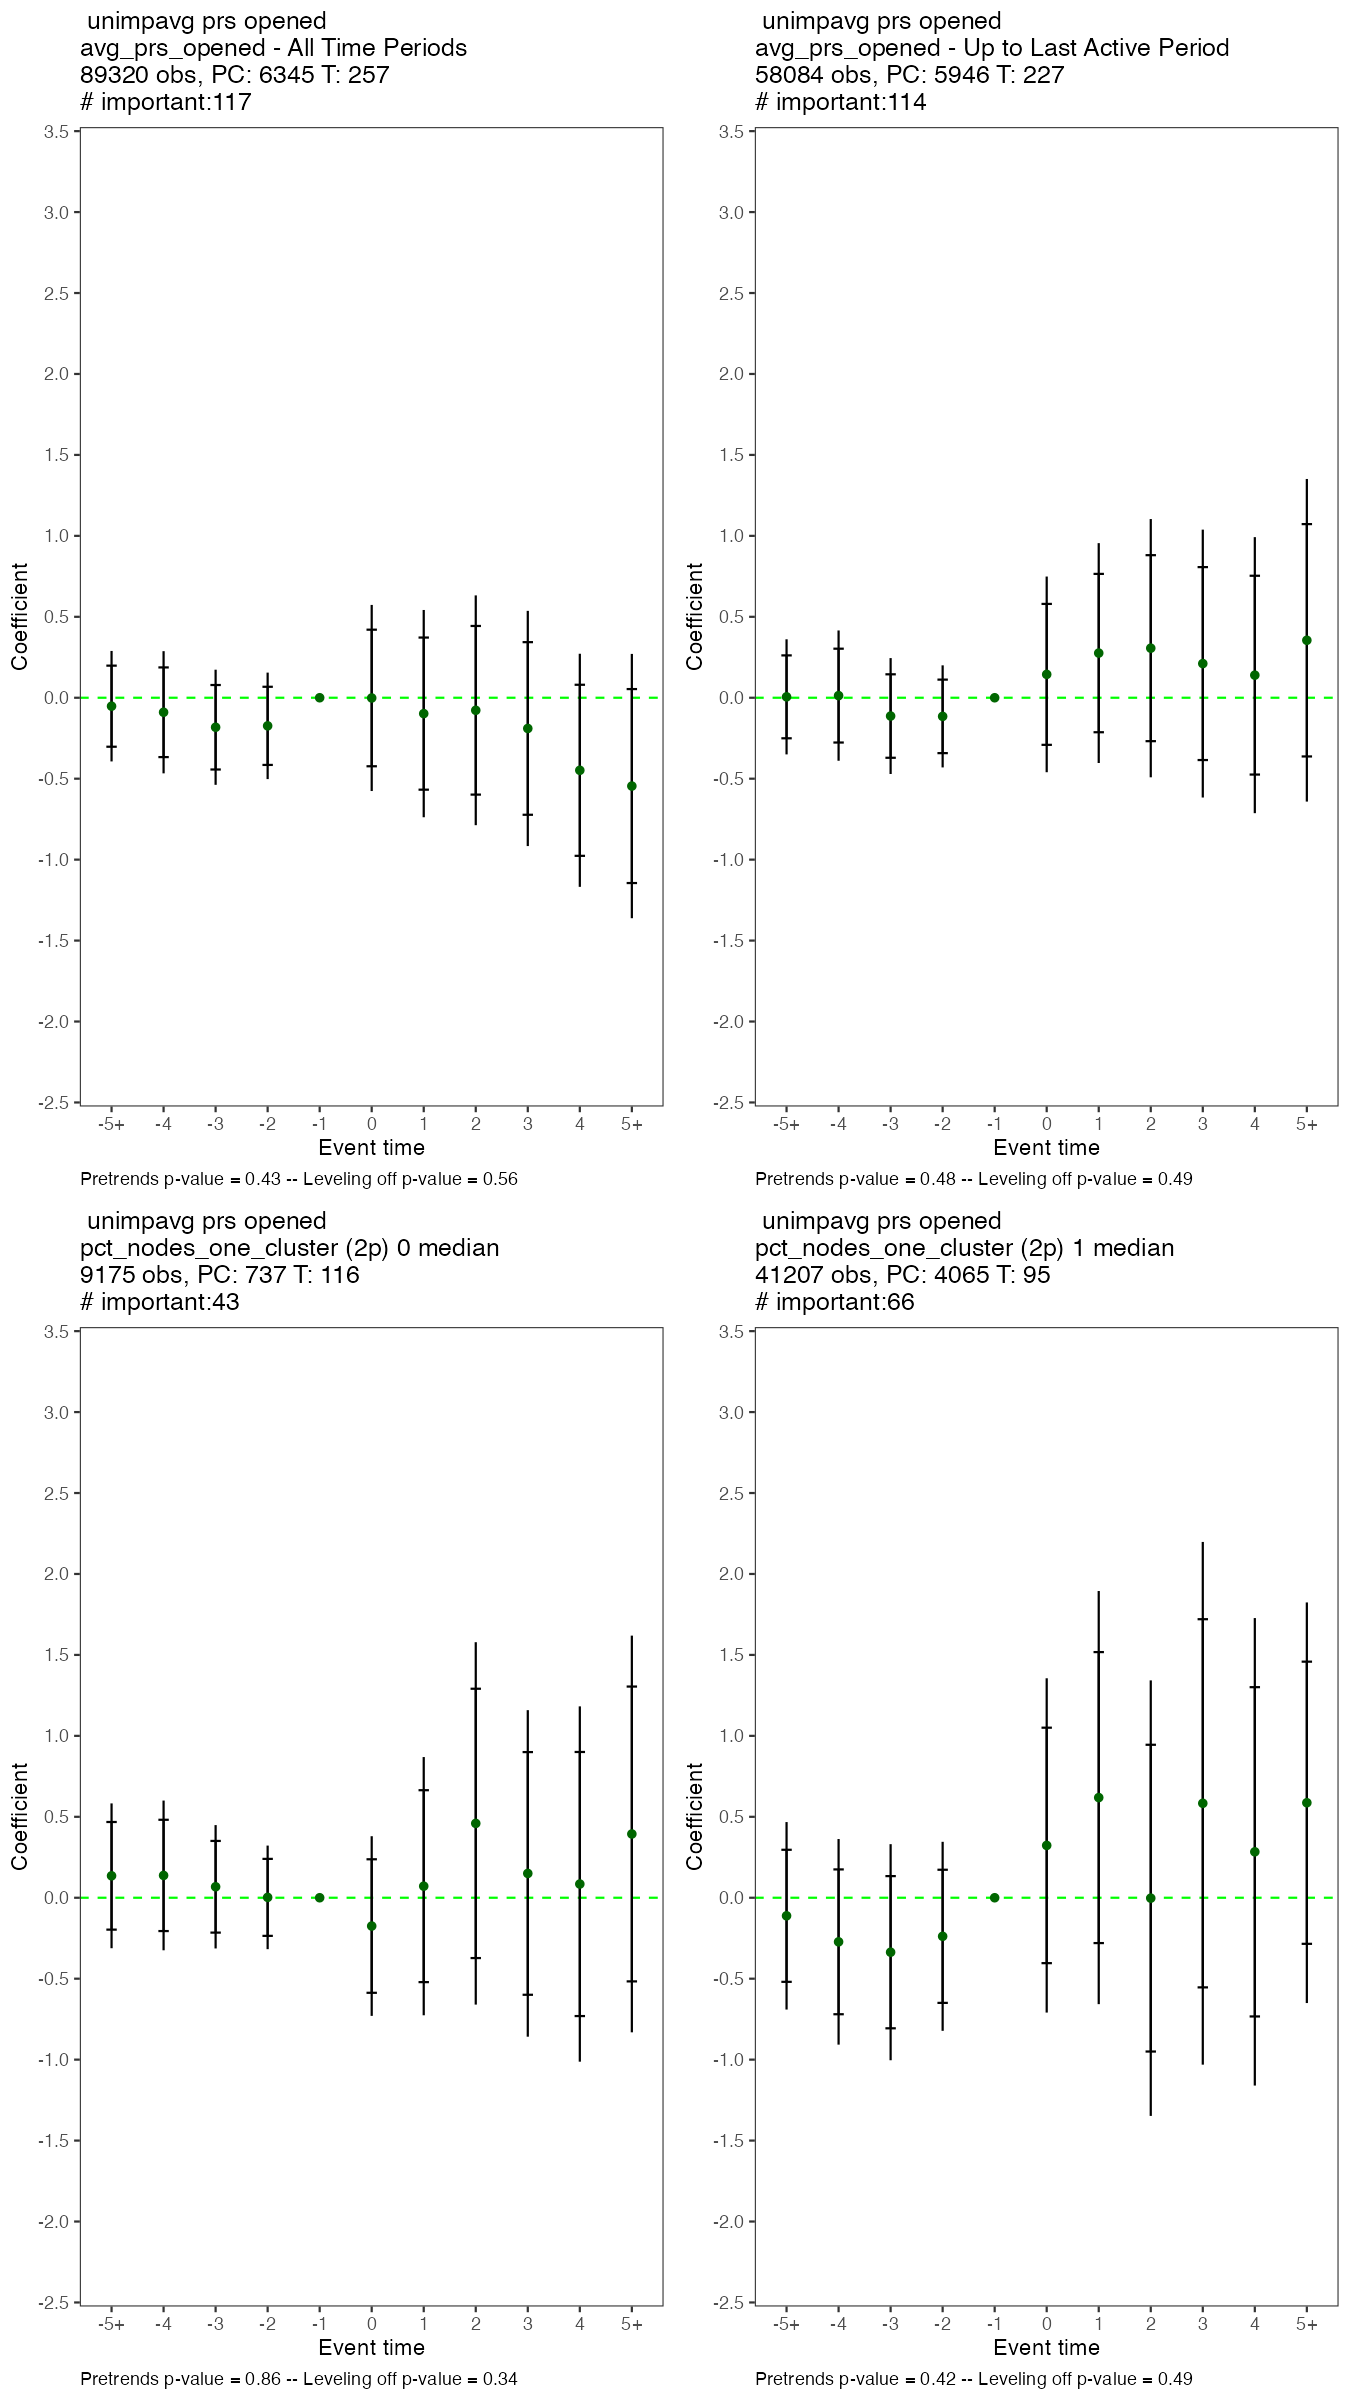 unimpavg prs opened
avg_prs_opened - All Time Periods
89320 obs, PC: 6345 T: 257
# important:117
3.5
3.0
2.5
2.0
1.5
1.0
0.5
0.0
-0.5
-1.0
-1.5
-2.0
-2.5
Coefficient
-5+ -4 -3 -2 -1 0 1 2 3 4 5+
Event time
Pretrends p-value = 0.43 -- Leveling off p-value = 0.56
unimpavg prs opened
avg_prs_opened - Up to Last Active Period
58084 obs, PC: 5946 T: 227
# important:114
3.5
3.0
2.5
2.0
1.5
1.0
0.5
0.0
-0.5
-1.0
-1.5
-2.0
-2.5
Coefficient
-5+ -4 -3 -2 -1 0 1 2 3 4 5+
Event time
Pretrends p-value = 0.48 -- Leveling off p-value = 0.49
unimpavg prs opened
pct_nodes_one_cluster (2p) 0 median
9175 obs, PC: 737 T: 116
# important:43
3.5
3.0
2.5
2.0
1.5
1.0
0.5
0.0
-0.5
-1.0
-1.5
-2.0
-2.5
Coefficient
-5+ -4 -3 -2 -1 0 1 2 3 4 5+
Event time
Pretrends p-value = 0.86 -- Leveling off p-value = 0.34
unimpavg prs opened
pct_nodes_one_cluster (2p) 1 median
41207 obs, PC: 4065 T: 95
# important:66
3.5
3.0
2.5
2.0
1.5
1.0
0.5
0.0
-0.5
-1.0
-1.5
-2.0
-2.5
Coefficient
-5+ -4 -3 -2 -1 0 1 2 3 4 5+
Event time
Pretrends p-value = 0.42 -- Leveling off p-value = 0.49